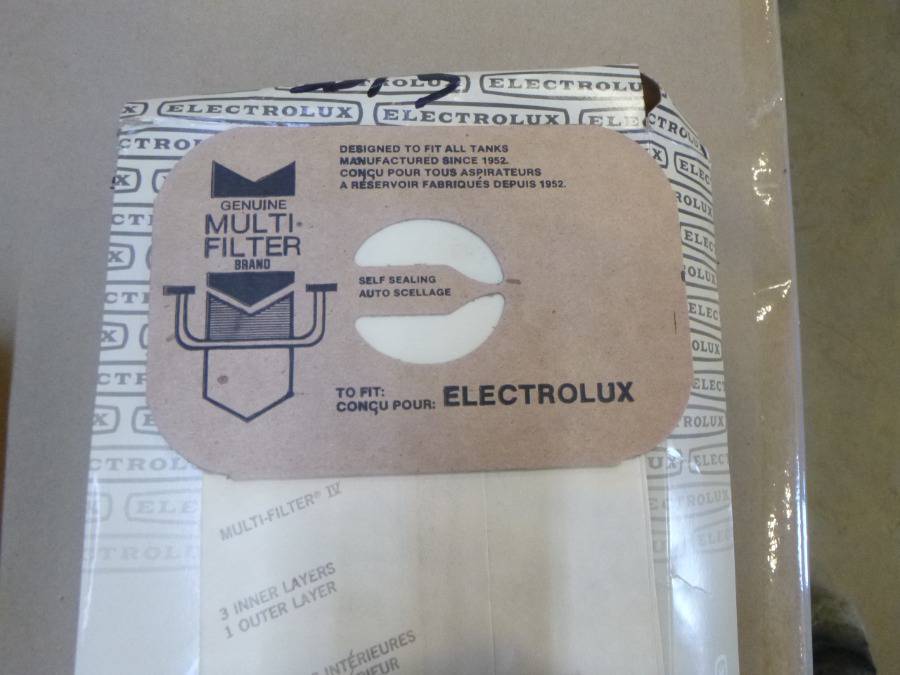 ELECTROLUX
ELECTROLUX
ELECTROLUX
DESIGNED TO FIT ALL TANKS
MANUFACTURED SINCE 1952.
CONÇU POUR TOUS ASPIRATEURS
A RÉSERVOIR FABRIQUÉS DEPUIS 1952.
GENUINE
MULTI-
FILTER
BRAND
SELF SEALING
AUTO SCELLAGE
TO FIT:
CONÇU POUR: ELECTROLUX
MULTI-FILTER® IV
3 INNER LAYERS
1 OUTER LAYER
INTÉRIEURES